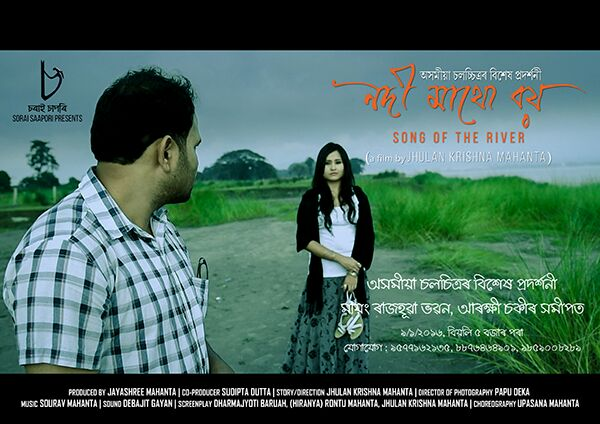 চৰাই চাপৰি
SORAI SAAPORI PRESENTS
অসমীয়া চলচ্চিত্ৰৰ বিশেষ প্ৰদৰ্শনী
নদী মাথো বয়
SONG OF THE RIVER
(a film by JHULAN KRISHNA MAHANTA)
অসমীয়া চলচিত্ৰৰ বিশেষ প্ৰদৰ্শনী
মায়ং ৰাজহুৱা ভৱন, আৰক্ষী চকীৰ সমীপত
৯/১/২০১৬, বিয়লি ৫ বজাৰ পৰা
যোগাযোগ : ৯৫৭৭১৬২১৩৫, ৮৮৭৬৪৬৪৯০১, ৯৮৫৯০০৮২৮৯
PRODUCED BY JAYASHREE MAHANTA | CO-PRODUCER SUDIPTA DUTTA | STORY/DIRECTION JHULAN KRISHNA MAHANTA | DIRECTOR OF PHOTOGRAPHY PAPU DEKA
MUSIC SOURAV MAHANTA | SOUND DEBAJIT GAYAN | SCREENPLAY DHARMAJYOTI BARUAH, (HIRANYA) RONTU MAHANTA, JHULAN KRISHNA MAHANTA | CHOREOGRAPHY UPASANA MAHANTA